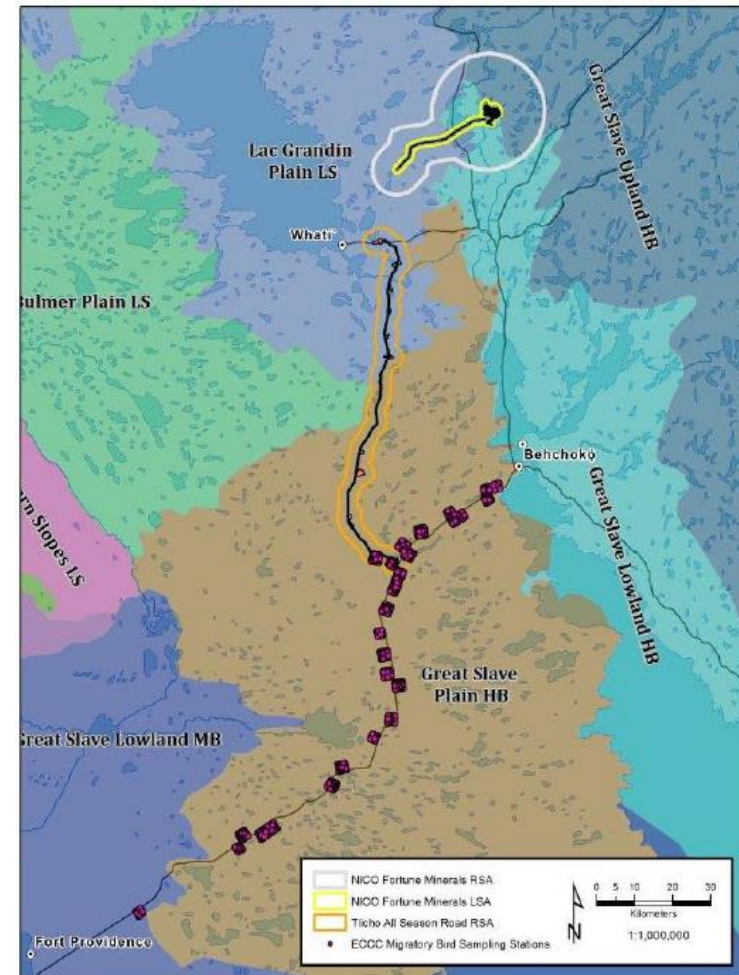 Lac Grandin
Plain LS
Great Slave Upland HB
Whati
Bulmer Plain LS
Behchoko
rn Slopes LS
Great Slave Lowland HB
Great Slave
Plain HB
Great Slave Lowland MB
Fort Providence
NICO Fortune Minerals RSA
NICO Fortune Minerals LSA
Tlicho All Season Road RSA
ECCC Migratory Bird Sampling Stations
N
0 5 10 20 30
Kilometers
1:1,000,000